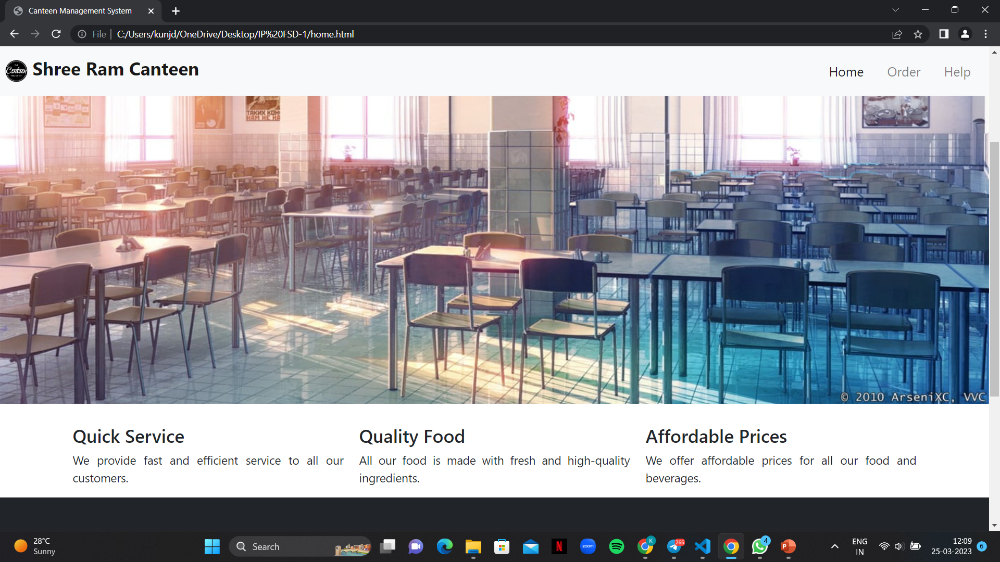 Canteen Management System
File
C:/Users/kunjd/OneDrive/Desktop/IP%20FSD-1/home.html
THE
Canteen
Shree Ram Canteen
Home
Order
Help
ТАКИХ КОН
НАМ НЕ НА
© 2010 ArseniXC, VVC
Quick Service
We provide fast and efficient service to all our
customers.
Quality Food
All our food is made with fresh and high-quality
ingredients.
Affordable Prices
We offer affordable prices for all our food and
beverages.
28°C
Sunny
Search
zoom
N
K
266
4
P
ENG
IN
12:09
25-03-2023
6